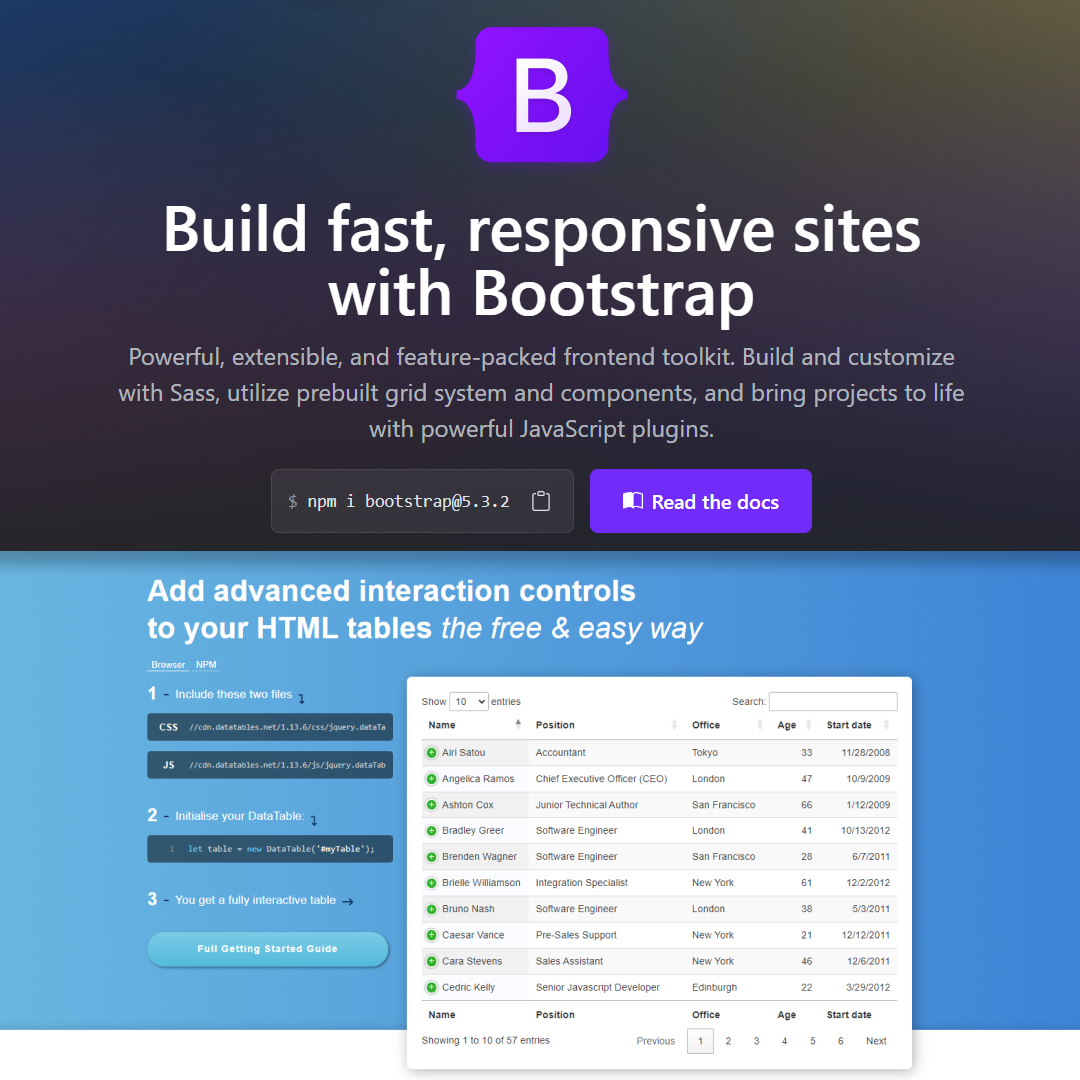 B
Build fast, responsive sites
with Bootstrap
Powerful, extensible, and feature-packed frontend toolkit. Build and customize
with Sass, utilize prebuilt grid system and components, and bring projects to life
with powerful JavaScript plugins.
$ npm i bootstrap@5.3.2
Read the docs
Add advanced interaction controls
to your HTML tables the free & easy way
Browser NPM
1 - Include these two files
CSS //cdn.datatables.net/1.13.6/css/jquery.dataTa
JS //cdn.datatables.net/1.13.6/js/jquery.dataTab
2 - Initialise your DataTable:
1 let table = new DataTable('#myTable');
3 - You get a fully interactive table →
Full Getting Started Guide
Show 10 entries Search:
Name Position Office Age Start date
Airi Satou Accountant Tokyo 33 11/28/2008
Angelica Ramos Chief Executive Officer (CEO) London 47 10/9/2009
Ashton Cox Junior Technical Author San Francisco 66 1/12/2009
Bradley Greer Software Engineer London 41 10/13/2012
Brenden Wagner Software Engineer San Francisco 28 6/7/2011
Brielle Williamson Integration Specialist New York 61 12/2/2012
Bruno Nash Software Engineer London 38 5/3/2011
Caesar Vance Pre-Sales Support New York 21 12/12/2011
Cara Stevens Sales Assistant New York 46 12/6/2011
Cedric Kelly Senior Javascript Developer Edinburgh 22 3/29/2012
Name Position Office Age Start date
Showing 1 to 10 of 57 entries Previous 1 2 3 4 5 6 Next